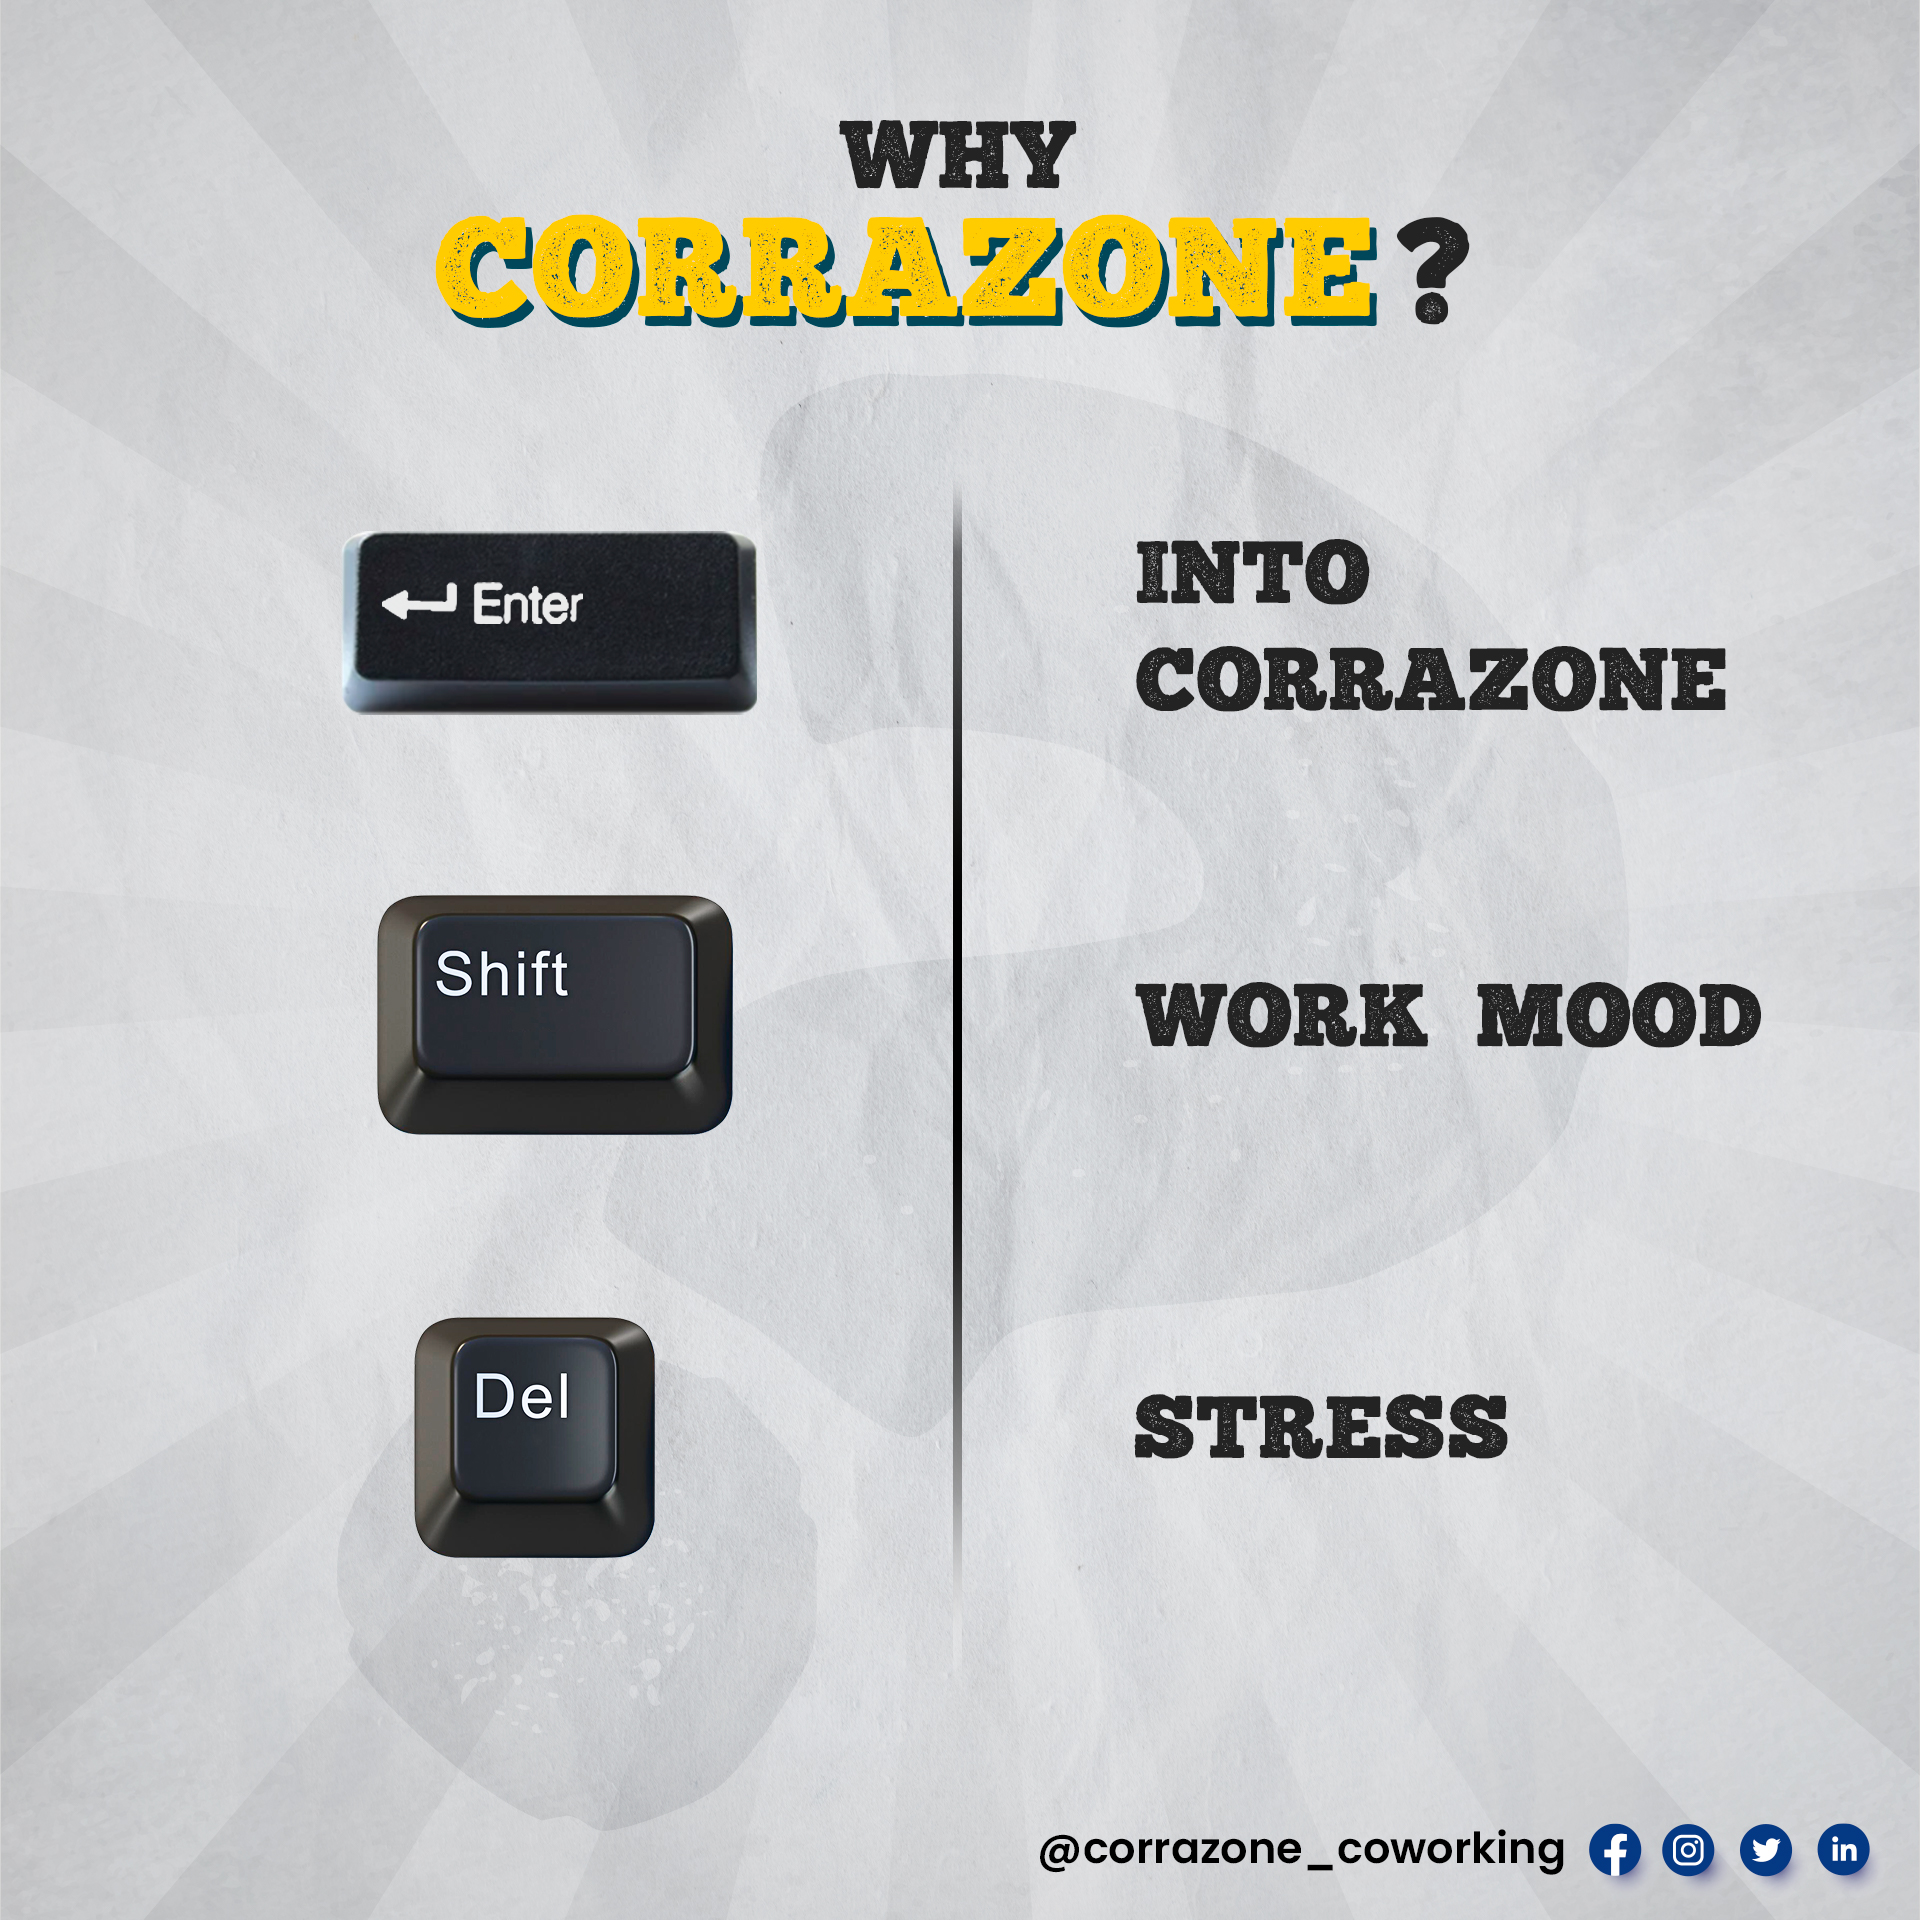 WHY
CORRAZONE?
Enter
INTO
CORRAZONE
Shift
WORK MOOD
Del
STRESS
@corrazone_coworking